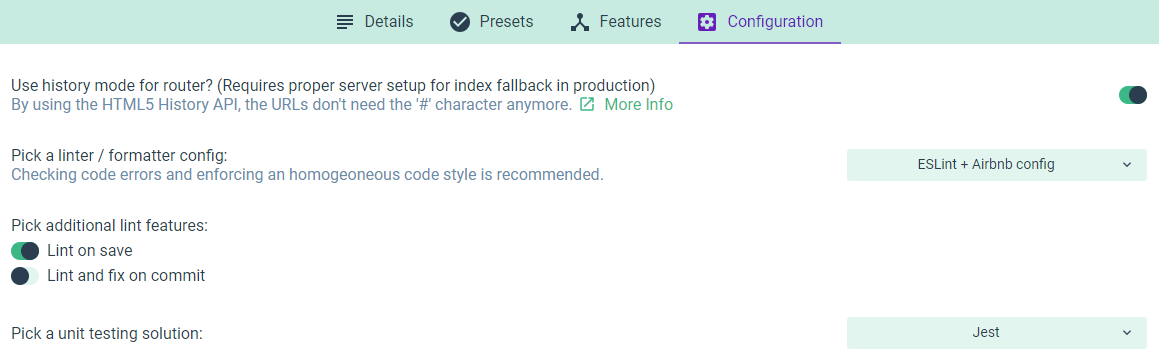 Details Presets Features Configuration
Use history mode for router? (Requires proper server setup for index fallback in production)
By using the HTML5 History API, the URLs don't need the '#' character anymore. More Info
Pick a linter / formatter config:
Checking code errors and enforcing an homogeoneous code style is recommended.
ESLint + Airbnb config
Pick additional lint features:
Lint on save
Lint and fix on commit
Pick a unit testing solution:
Jest